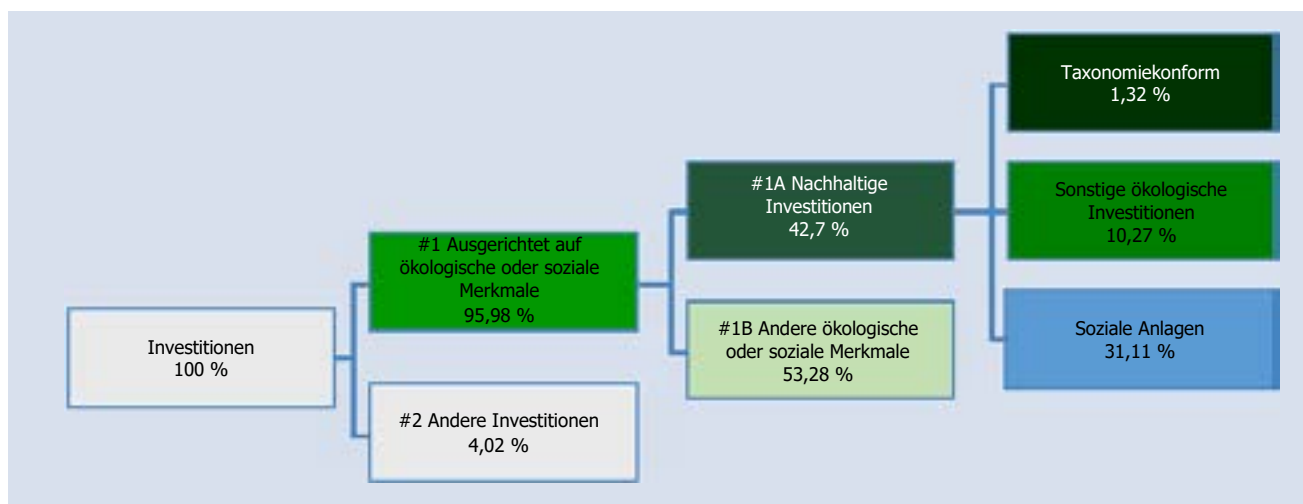 Investitionen
100 %
#1 Ausgerichtet auf
ökologische oder soziale
Merkmale
95,98 %
#2 Andere Investitionen
4,02 %
#1A Nachhaltige
Investitionen
42,7 %
#1B Andere ökologische
oder soziale Merkmale
53,28 %
Taxonomiekonform
1,32 %
Sonstige ökologische
Investitionen
10,27 %
Soziale Anlagen
31,11 %